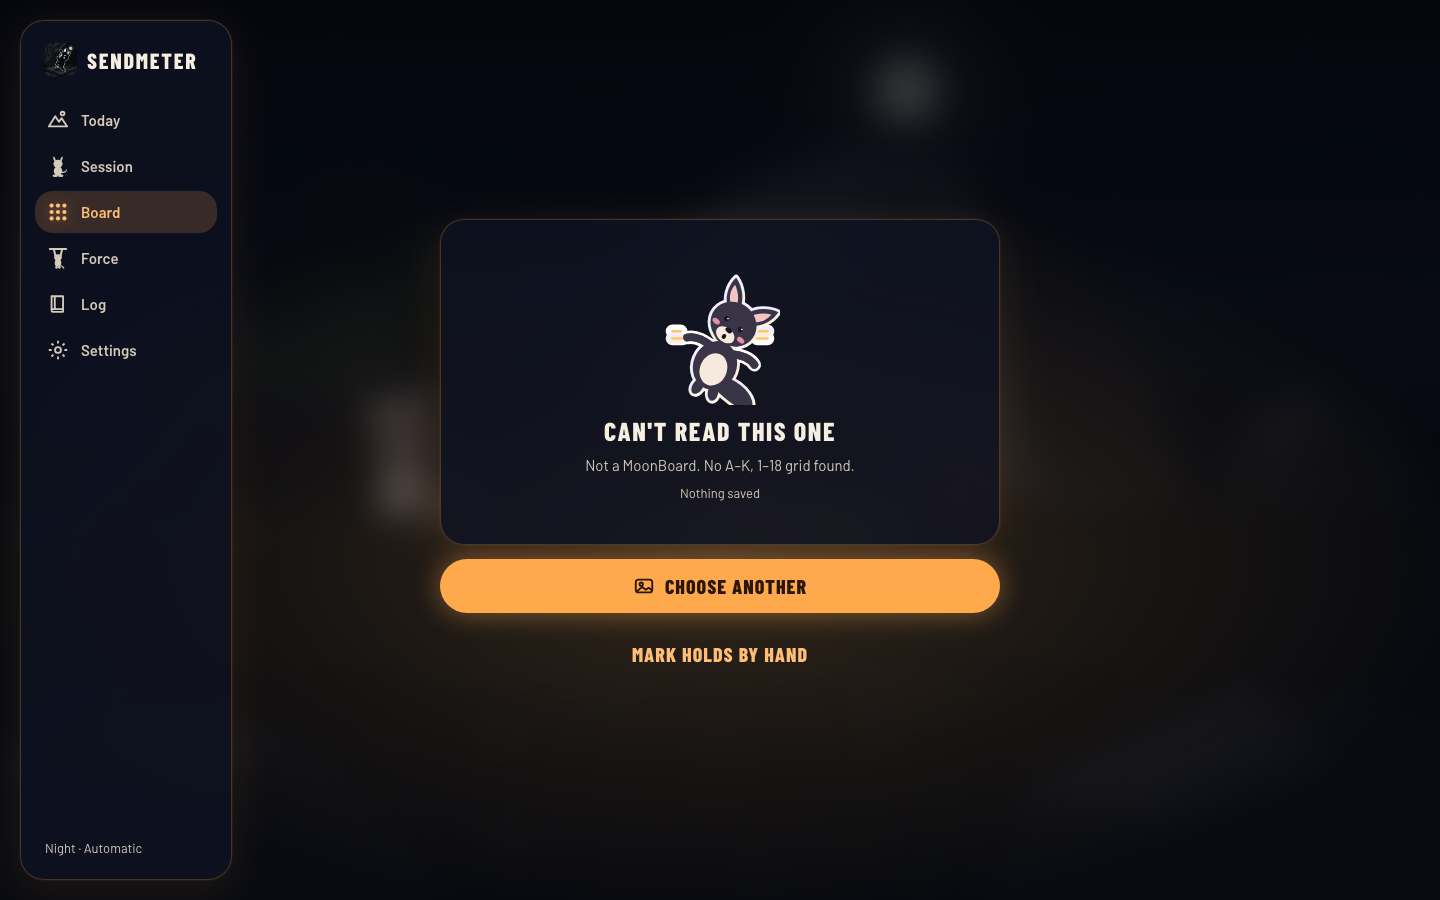 SENDMETER
Today
Session
Board
Force
Log
Settings
Night · Automatic
CAN'T READ THIS ONE
Not a MoonBoard. No A–K, 1–18 grid found.
Nothing saved
CHOOSE ANOTHER
MARK HOLDS BY HAND